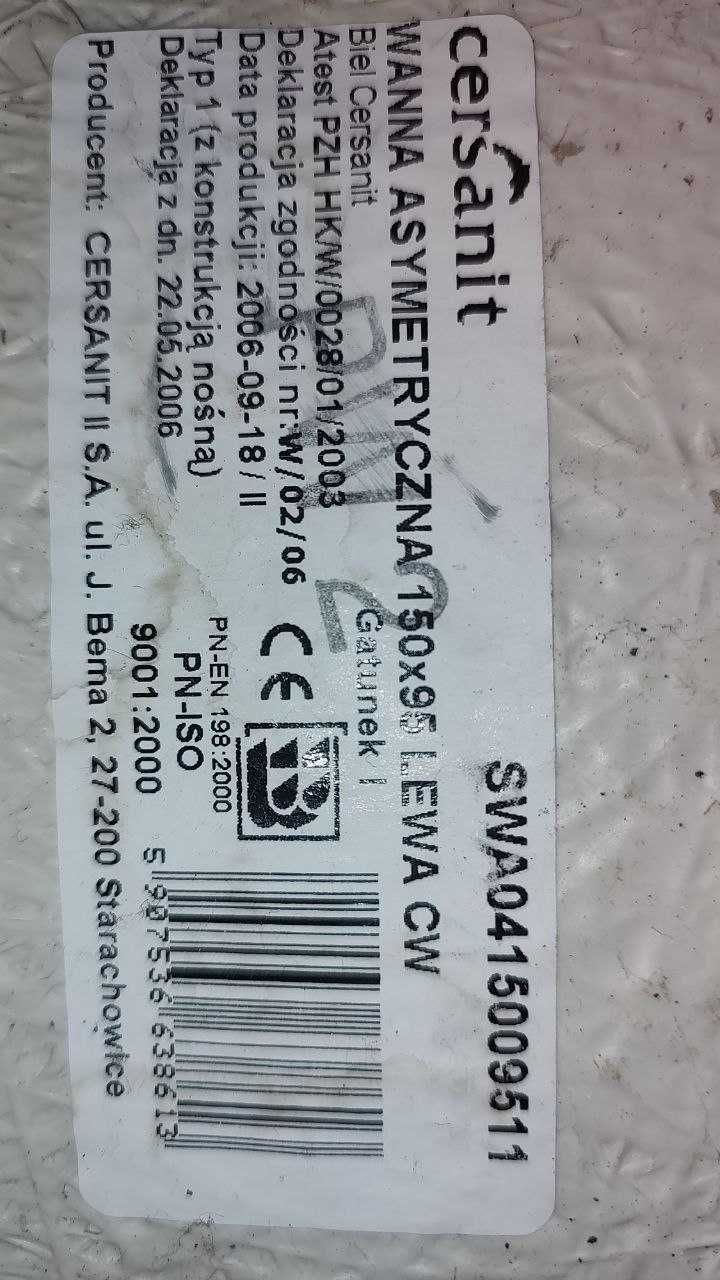 cersanit
SWA0415009511
WANNA ASYMETRYCZNA 150x95 LEWA CW
Biel Cersanit
Gatunek I
Atest PZH HK/W/0028/01/2003
Deklaracja zgodności nr:W/02/06
Data produkcji: 2006-09-18 / II
Typ 1 (z konstrukcją nośną)
Deklaracja z dn. 22.05.2006
CE
B
PN-EN 198:2000
PN-ISO
9001:2000
5 907536 638613
Producent: CERSANIT II S.A. ul. J. Bema 2, 27-200 Starachowice